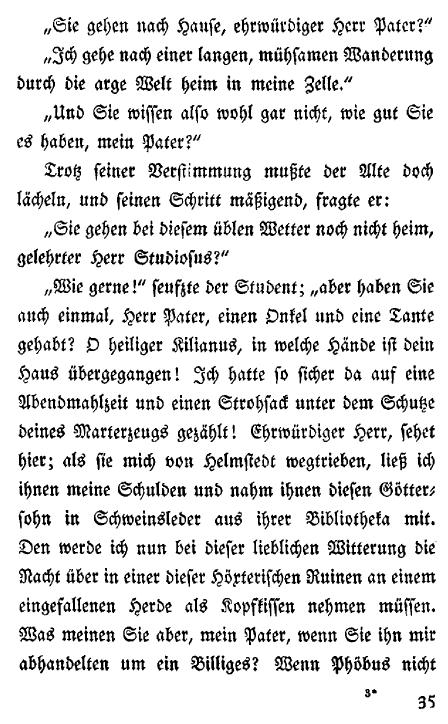 „Sie gehen nach Hause, ehrwürdiger Herr Pater?“
„Ich gehe nach einer langen, mühsamen Wanderung
durch die arge Welt heim in meine Zelle.“
„Und Sie wissen also wohl gar nicht, wie gut Sie
es haben, mein Pater?“
Trotz seiner Verstimmung mußte der Alte doch
lächeln, und seinen Schritt mäßigend, fragte er:
„Sie gehen bei diesem üblen Wetter noch nicht heim,
gelehrter Herr Studiosus?“
„Wie gerne!“ seufzte der Student; „aber haben Sie
auch einmal, Herr Pater, einen Onkel und eine Tante
gehabt? O heiliger Kilianus, in welche Hände ist dein
Haus übergegangen! Ich hatte so sicher da auf eine
Abendmahlzeit und einen Strohsack unter dem Schutze
deines Marterzeugs gezählt! Ehrwürdiger Herr, sehet
hier; als sie mich von Helmstedt wegtrieben, ließ ich
ihnen meine Schulden und nahm ihnen diesen Götter-
sohn in Schweinsleder aus ihrer Bibliotheka mit.
Den werde ich nun bei dieser lieblichen Witterung die
Nacht über in einer dieser Höxterischen Ruinen an einem
eingefallenen Herde als Kopfkissen nehmen müssen.
Was meinen Sie aber, mein Pater, wenn Sie ihn mir
abhandelten um ein Billiges? Wenn Phöbus nicht
3*
35